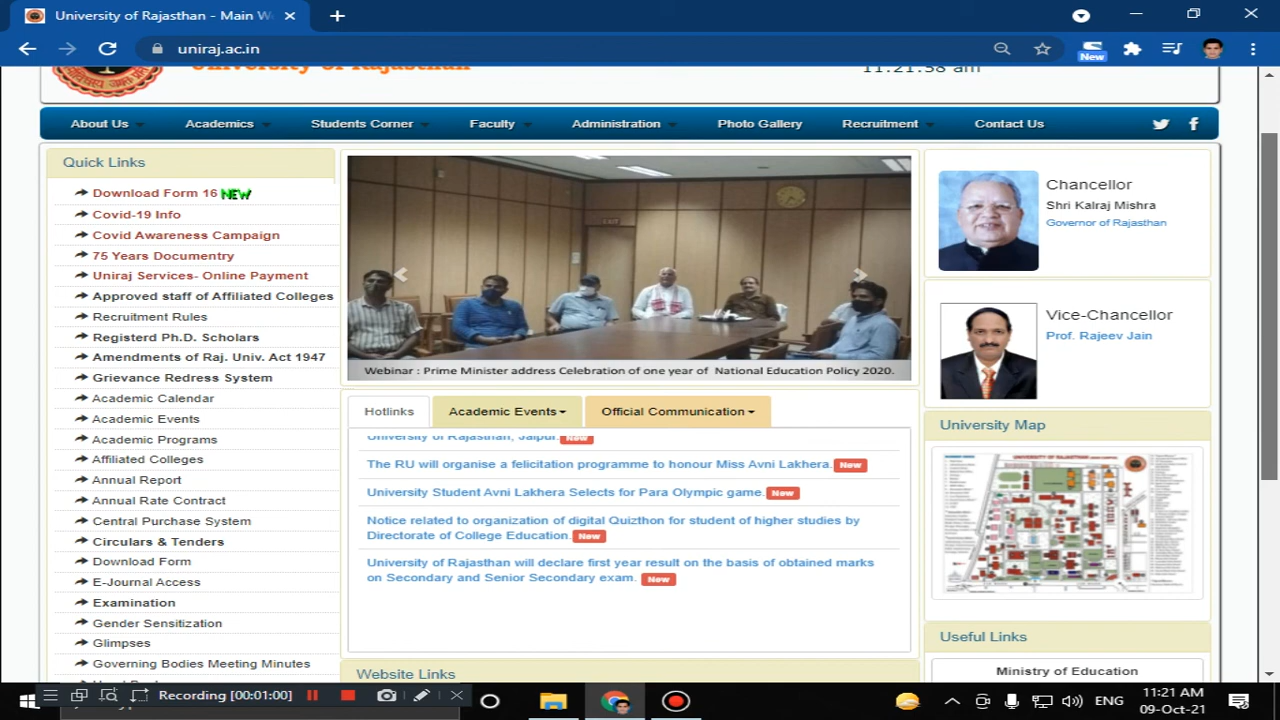 University of Rajasthan - Main W
uniraj.ac.in
New
University of Rajasthan
11:21:58 am
About Us
Academics
Students Corner
Faculty
Administration
Photo Gallery
Recruitment
Contact Us
Quick Links
Download Form 16 NEW
Covid-19 Info
Covid Awareness Campaign
75 Years Documentry
Uniraj Services- Online Payment
Approved staff of Affiliated Colleges
Recruitment Rules
Registerd Ph.D. Scholars
Amendments of Raj. Univ. Act 1947
Grievance Redress System
Academic Calendar
Academic Events
Academic Programs
Affiliated Colleges
Annual Report
Annual Rate Contract
Central Purchase System
Circulars & Tenders
Download Form
E-Journal Access
Examination
Gender Sensitization
Glimpses
Governing Bodies Meeting Minutes
Webinar : Prime Minister address Celebration of one year of National Education Policy 2020.
Hotlinks
Academic Events
Official Communication
University of Rajasthan, Jaipur. New
The RU will organise a felicitation programme to honour Miss Avni Lakhera. New
University Student Avni Lakhera Selects for Para Olympic game. New
Notice related to organization of digital Quizthon for student of higher studies by
Directorate of College Education. New
University of Rajasthan will declare first year result on the basis of obtained marks
on Secondary and Senior Secondary exam. New
Website Links
Chancellor
Shri Kalraj Mishra
Governor of Rajasthan
Vice-Chancellor
Prof. Rajeev Jain
University Map
Useful Links
Ministry of Education
Recording [00:01:00]
ENG
11:21 AM
09-Oct-21